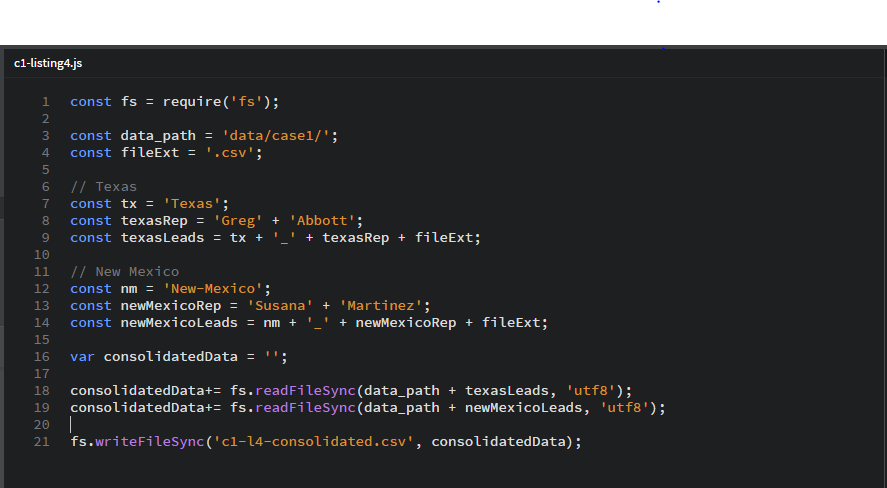 c1-listing4.js
1 const fs = require('fs');
2
3 const data_path = 'data/case1/';
4 const fileExt = '.csv';
5
6 // Texas
7 const tx = 'Texas';
8 const texasRep = 'Greg' + 'Abbott';
9 const texasLeads = tx + '_' + texasRep + fileExt;
10
11 // New Mexico
12 const nm = 'New-Mexico';
13 const newMexicoRep = 'Susana' + 'Martinez';
14 const newMexicoLeads = nm + '_' + newMexicoRep + fileExt;
15
16 var consolidatedData = '';
17
18 consolidatedData+= fs.readFileSync(data_path + texasLeads, 'utf8');
19 consolidatedData+= fs.readFileSync(data_path + newMexicoLeads, 'utf8');
20
21 fs.writeFileSync('c1-l4-consolidated.csv', consolidatedData);